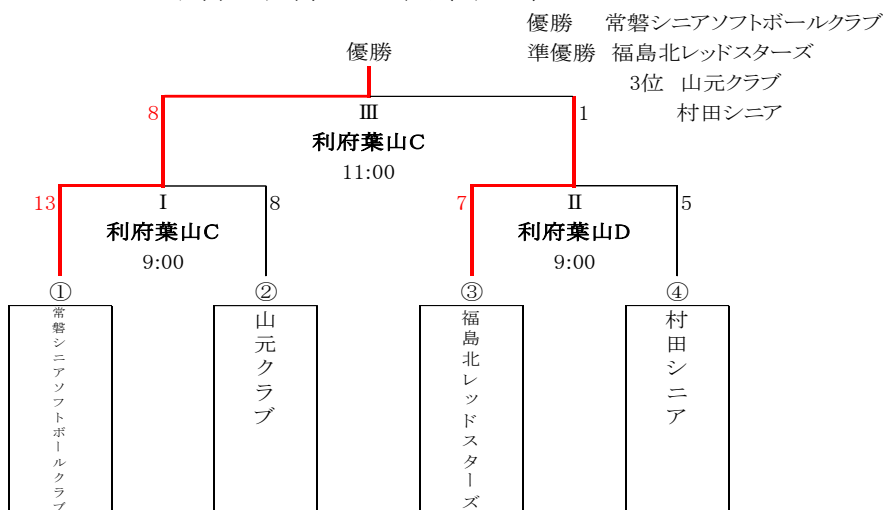 優勝　常磐シニアソフトボールクラブ
準優勝　福島北レッドスターズ
3位　山元クラブ
村田シニア
優勝
8
Ⅲ
1
利府葉山C
11:00
13
Ⅰ
8
7
Ⅱ
5
利府葉山C
利府葉山D
9:00
9:00
①
②
③
④
常磐シニアソフトボールクラブ
山元クラブ
福島北レッドスターズ
村田シニア